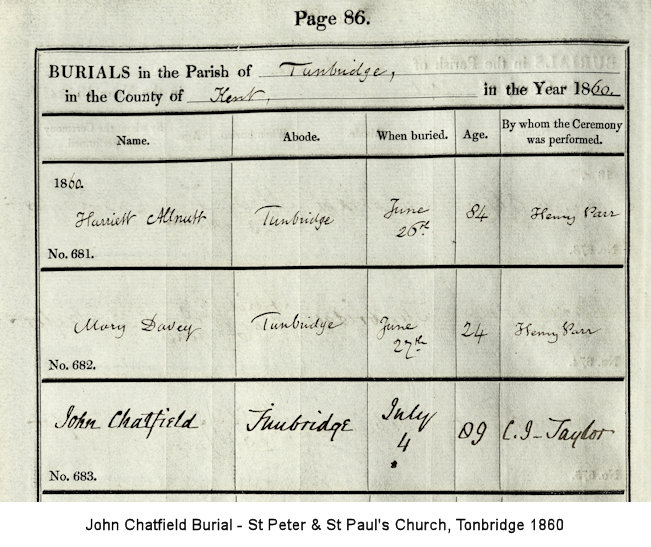 Page 86.
BURIALS in the Parish of Tunbridge,
in the County of Kent, in the Year 1860.
Name. Abode. When buried. Age. By whom the Ceremony was performed.
1860.
Harriett Allnutt Tunbridge June 26th 84 Henry Parr
No. 681.
Mary Davey Tunbridge June 27th 24 Henry Parr
No. 682.
John Chatfield Tunbridge July 4 89 C. I. Taylor
No. 683.
John Chatfield Burial - St Peter & St Paul's Church, Tonbridge 1860